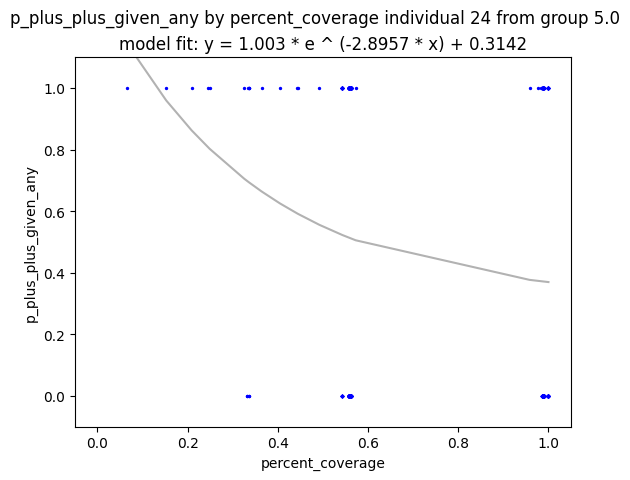 p_plus_plus_given_any by percent_coverage individual 24 from group 5.0
model fit: y = 1.003 * e ^ (-2.8957 * x) + 0.3142
1.0
0.8
0.6
0.4
0.2
0.0
p_plus_plus_given_any
0.0 0.2 0.4 0.6 0.8 1.0
percent_coverage